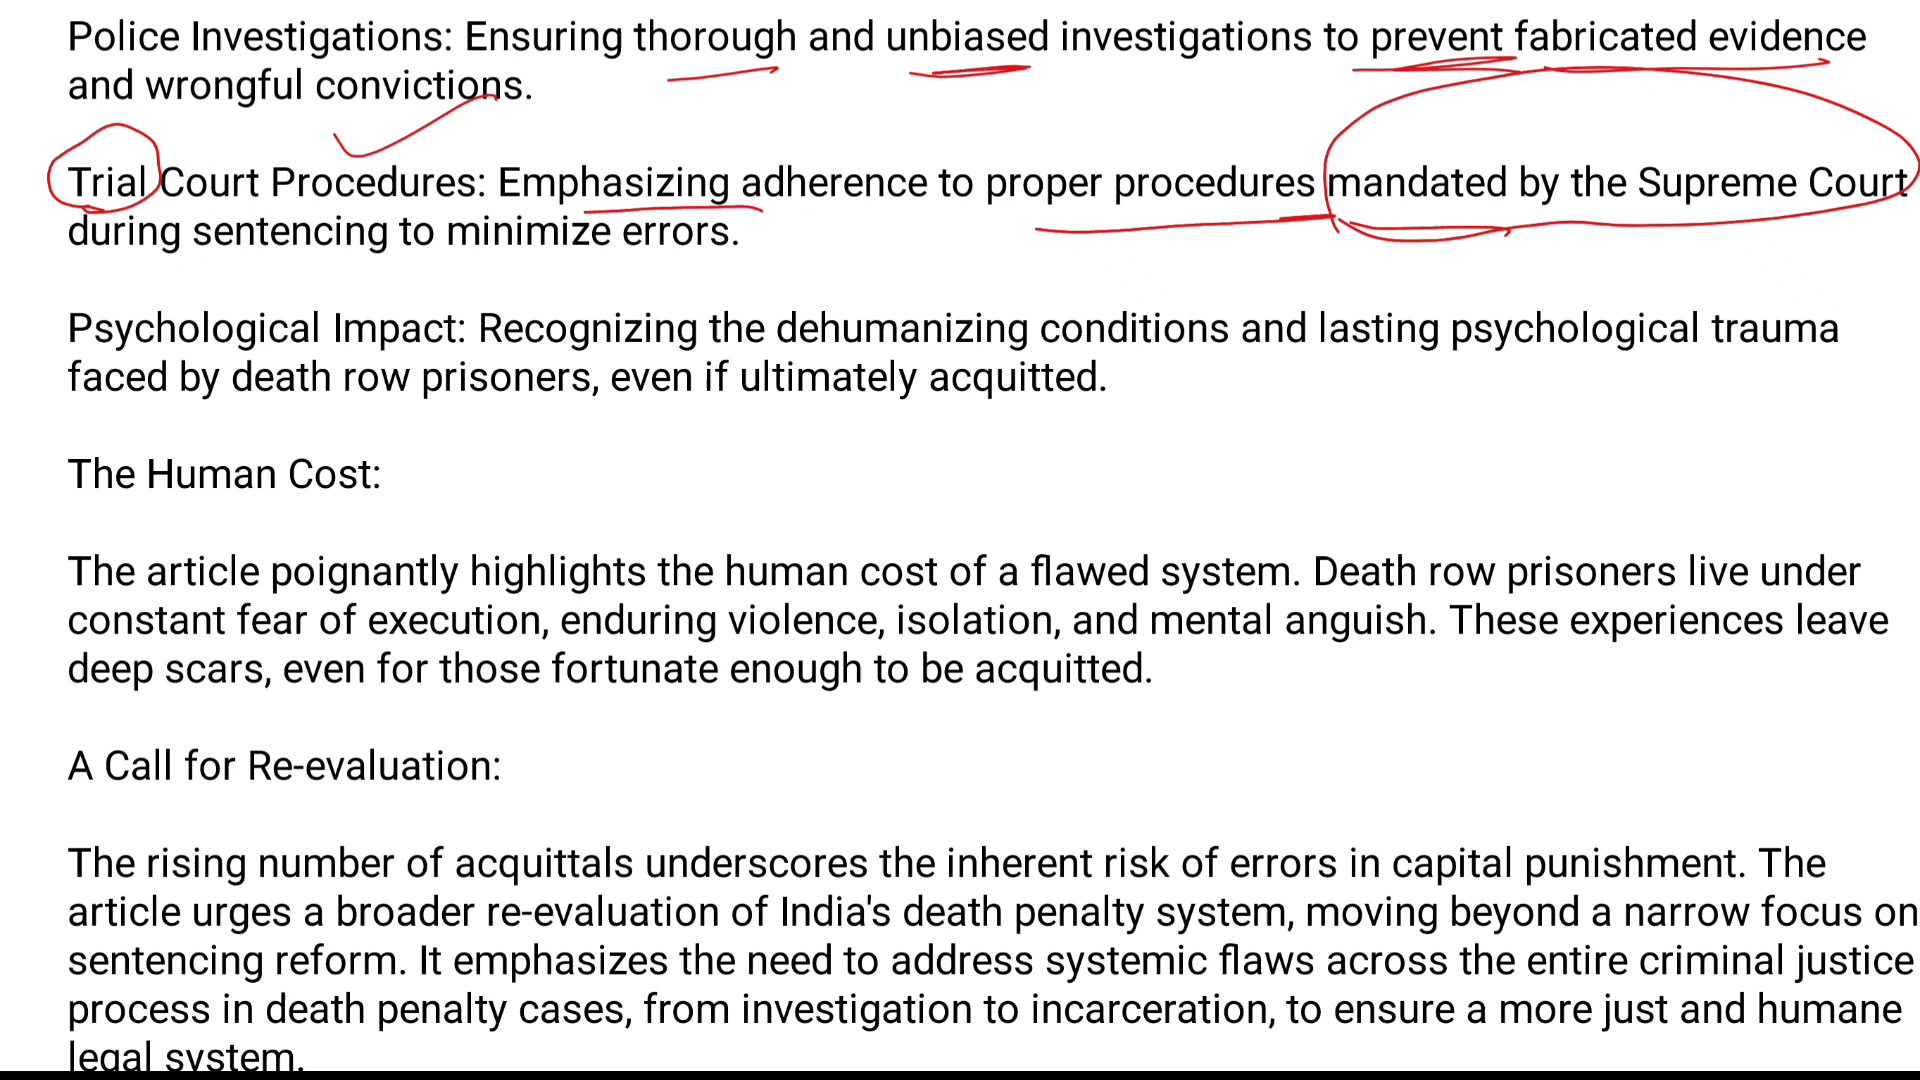 Police Investigations: Ensuring thorough and unbiased investigations to prevent fabricated evidence
and wrongful convictions.
Trial Court Procedures: Emphasizing adherence to proper procedures mandated by the Supreme Court
during sentencing to minimize errors.
Psychological Impact: Recognizing the dehumanizing conditions and lasting psychological trauma
faced by death row prisoners, even if ultimately acquitted.
The Human Cost:
The article poignantly highlights the human cost of a flawed system. Death row prisoners live under
constant fear of execution, enduring violence, isolation, and mental anguish. These experiences leave
deep scars, even for those fortunate enough to be acquitted.
A Call for Re-evaluation:
The rising number of acquittals underscores the inherent risk of errors in capital punishment. The
article urges a broader re-evaluation of India's death penalty system, moving beyond a narrow focus on
sentencing reform. It emphasizes the need to address systemic flaws across the entire criminal justice
process in death penalty cases, from investigation to incarceration, to ensure a more just and humane
legal system.